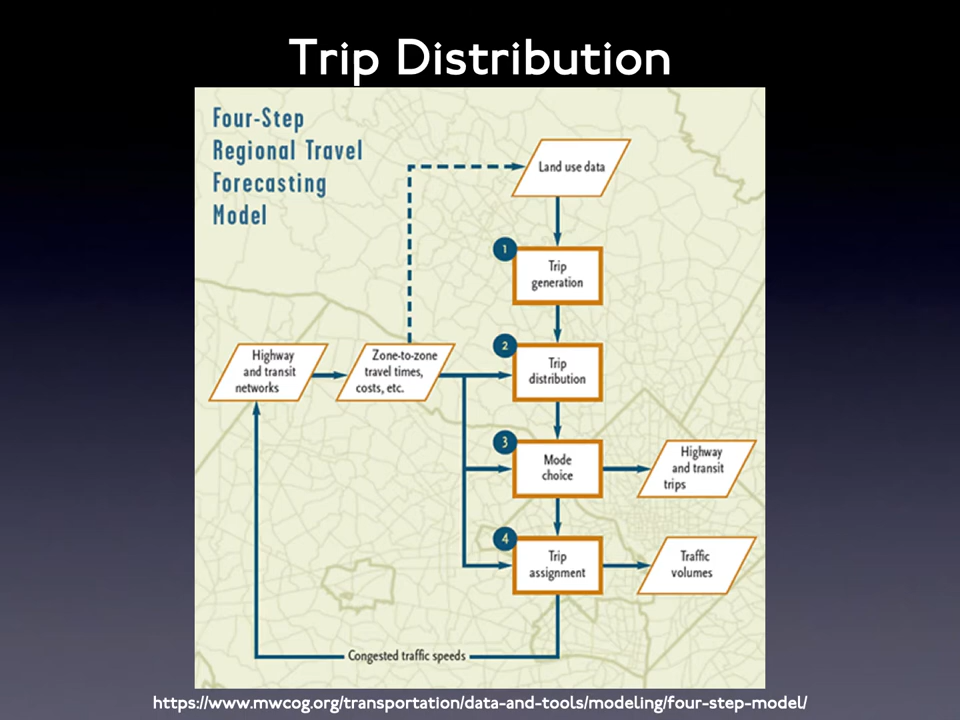 Trip Distribution
Four-Step
Regional Travel
Forecasting
Model
Land use data
1
Trip
generation
2
Trip
distribution
Highway
and transit
networks
Zone-to-zone
travel times,
costs, etc.
3
Mode
choice
Highway
and transit
trips
4
Trip
assignment
Traffic
volumes
Congested traffic speeds
https://www.mwcog.org/transportation/data-and-tools/modeling/four-step-model/